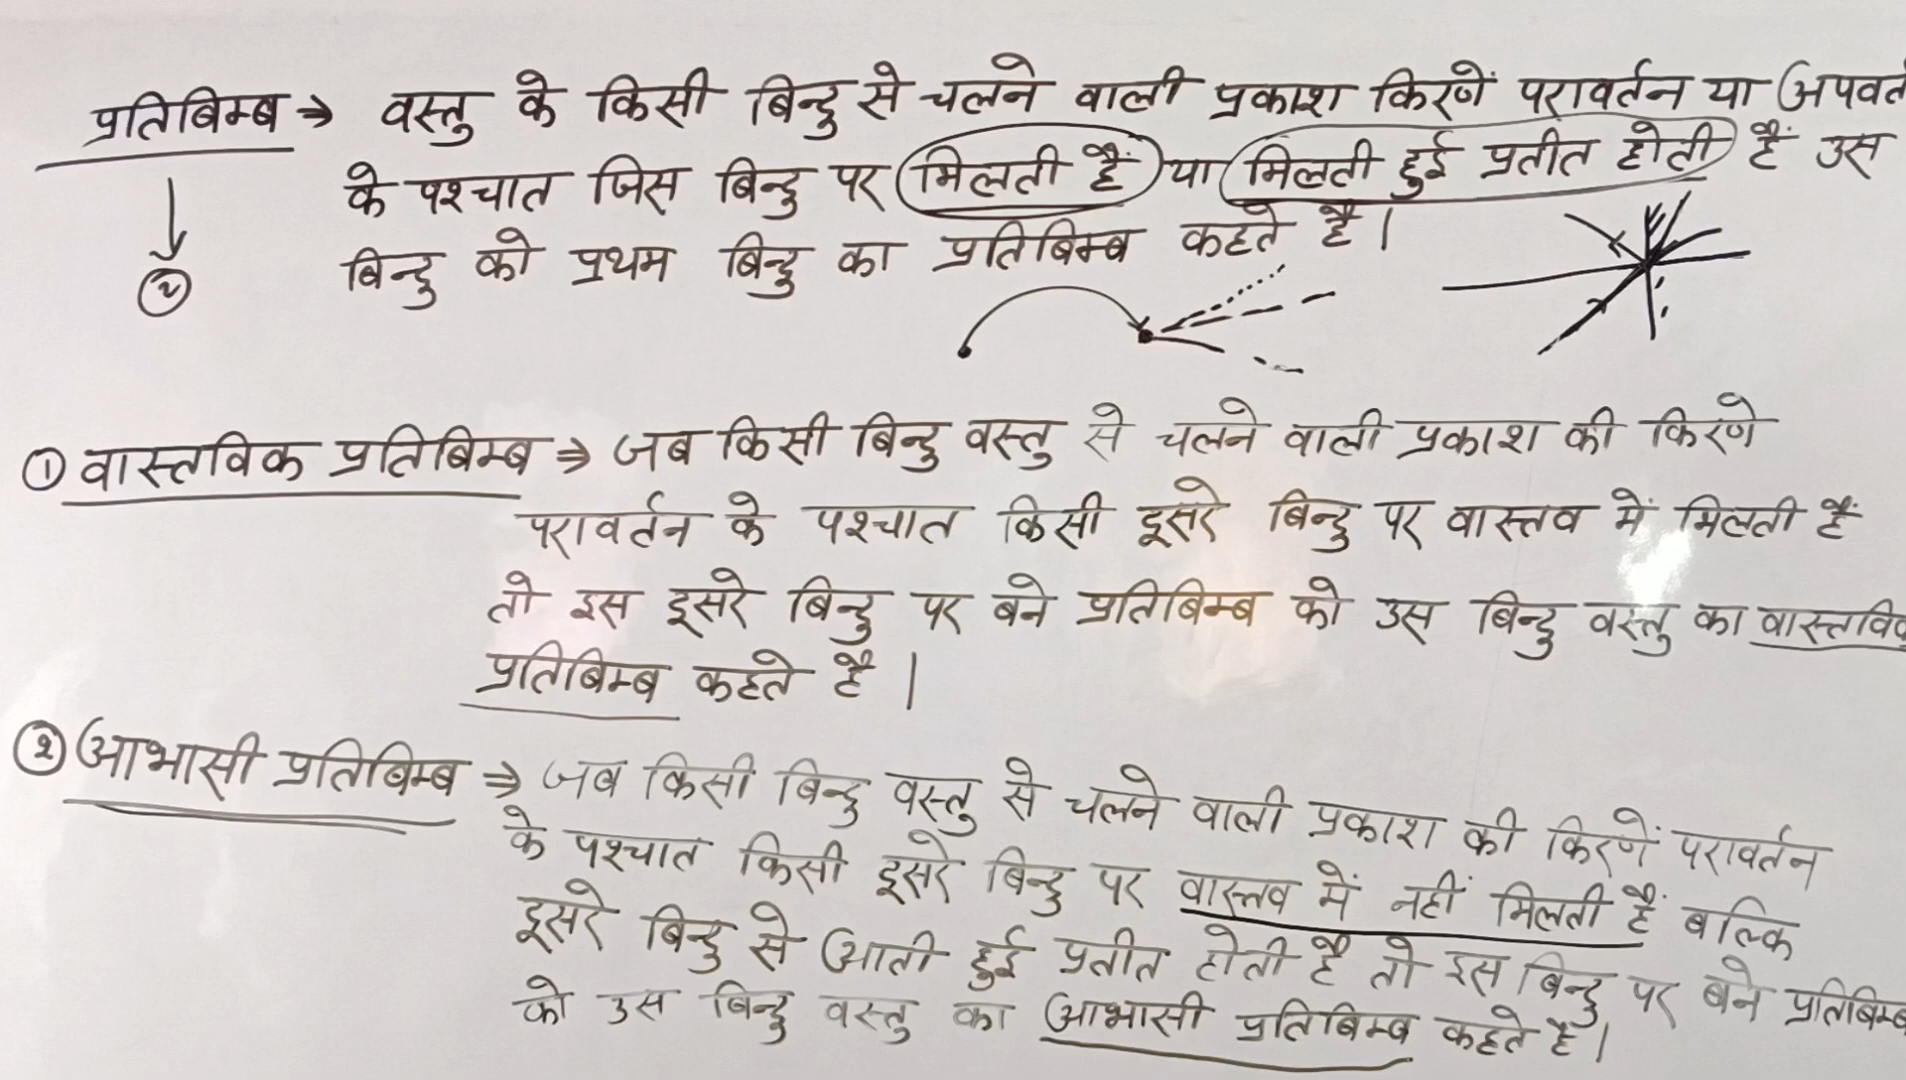 प्रतिबिम्ब → वस्तु के किसी बिन्दु से चलने वाली प्रकाश किरणें परावर्तन या अपवर्त
के पश्चात जिस बिन्दु पर मिलती हैं या मिलती हुई प्रतीत होती हैं उस
बिन्दु को प्रथम बिन्दु का प्रतिबिम्ब कहते है।
२
① वास्तविक प्रतिबिम्ब ⇒ जब किसी बिन्दु वस्तु से चलने वाली प्रकाश की किरणे
परावर्तन के पश्चात किसी दूसरे बिन्दु पर वास्तव में मिलती हैं
तो इस दूसरे बिन्दु पर बने प्रतिबिम्ब को उस बिन्दु वस्तु का वास्तविक
प्रतिबिम्ब कहते है।
② आभासी प्रतिबिम्ब ⇒ जब किसी बिन्दु वस्तु से चलने वाली प्रकाश की किरणें परावर्तन
के पश्चात किसी दूसरे बिन्दु पर वास्तव में नहीं मिलती हैं बल्कि
दूसरे बिन्दु से आती हुई प्रतीत होती है तो इस बिन्दु पर बने प्रतिबिम्ब
को उस बिन्दु वस्तु का आभासी प्रतिबिम्ब कहते है।